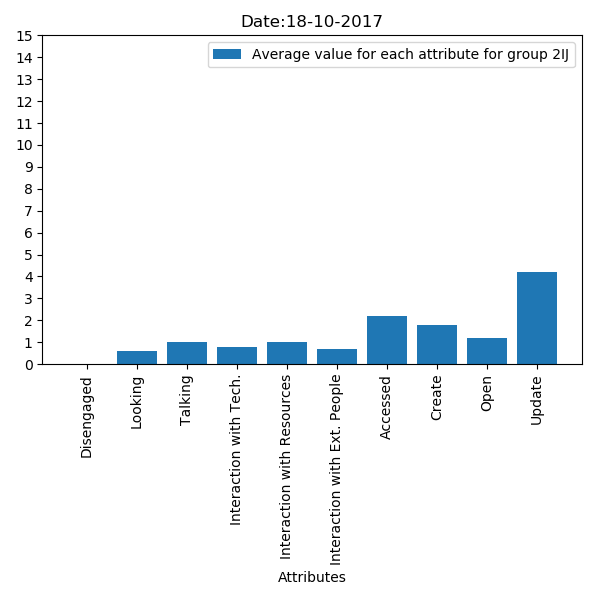 Date:18-10-2017
Average value for each attribute for group 2IJ
15
14
13
12
11
10
9
8
7
6
5
4
3
2
1
0
Disengaged
Looking
Talking
Interaction with Tech.
Interaction with Resources
Interaction with Ext. People
Accessed
Create
Open
Update
Attributes